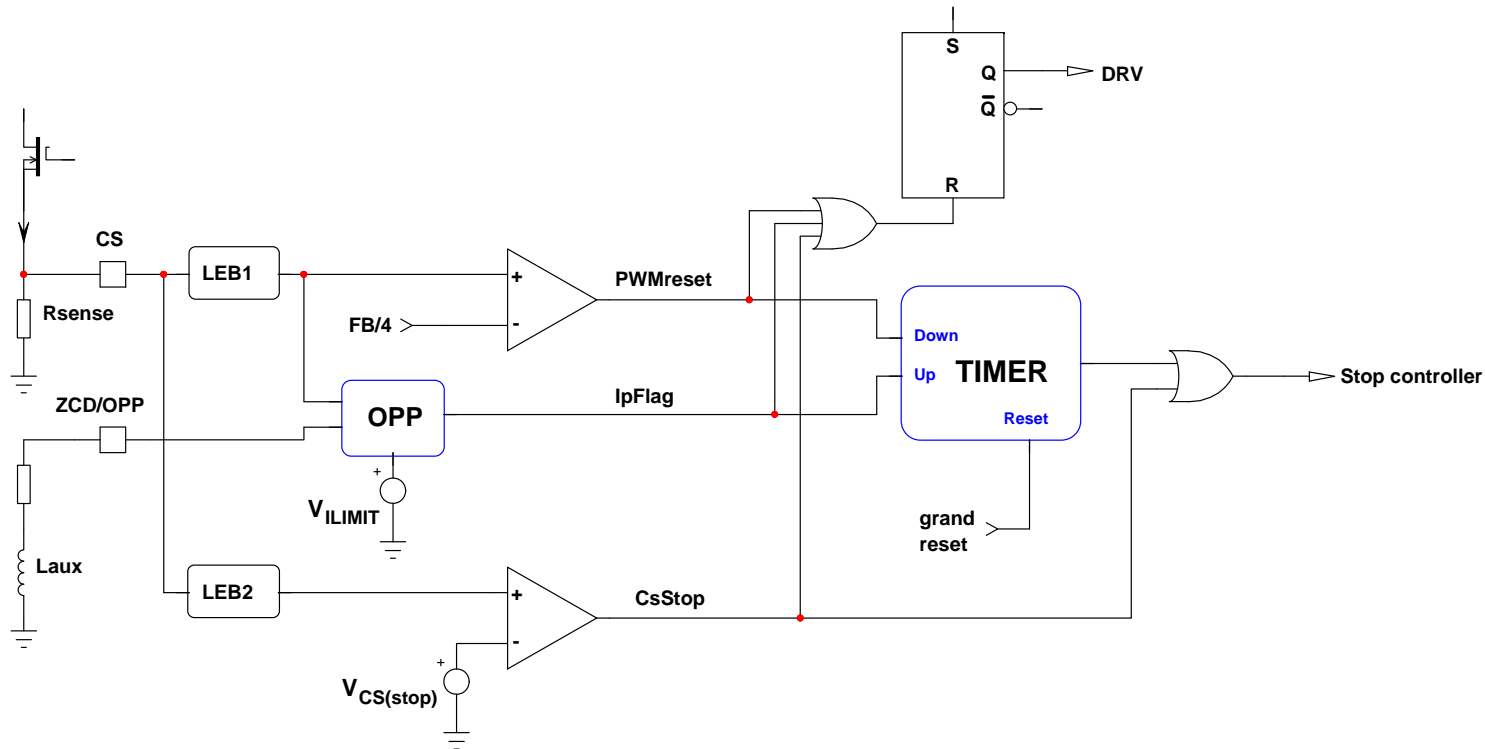 S
Q
DRV
Q
R
CS
LEB1
+
PWMreset
Rsense
FB/4
-
Down
TIMER
Up
Stop controller
ZCD/OPP
OPP
IpFlag
Reset
+
VILIMIT
grand
reset
Laux
LEB2
+
CsStop
-
+
VCS(stop)